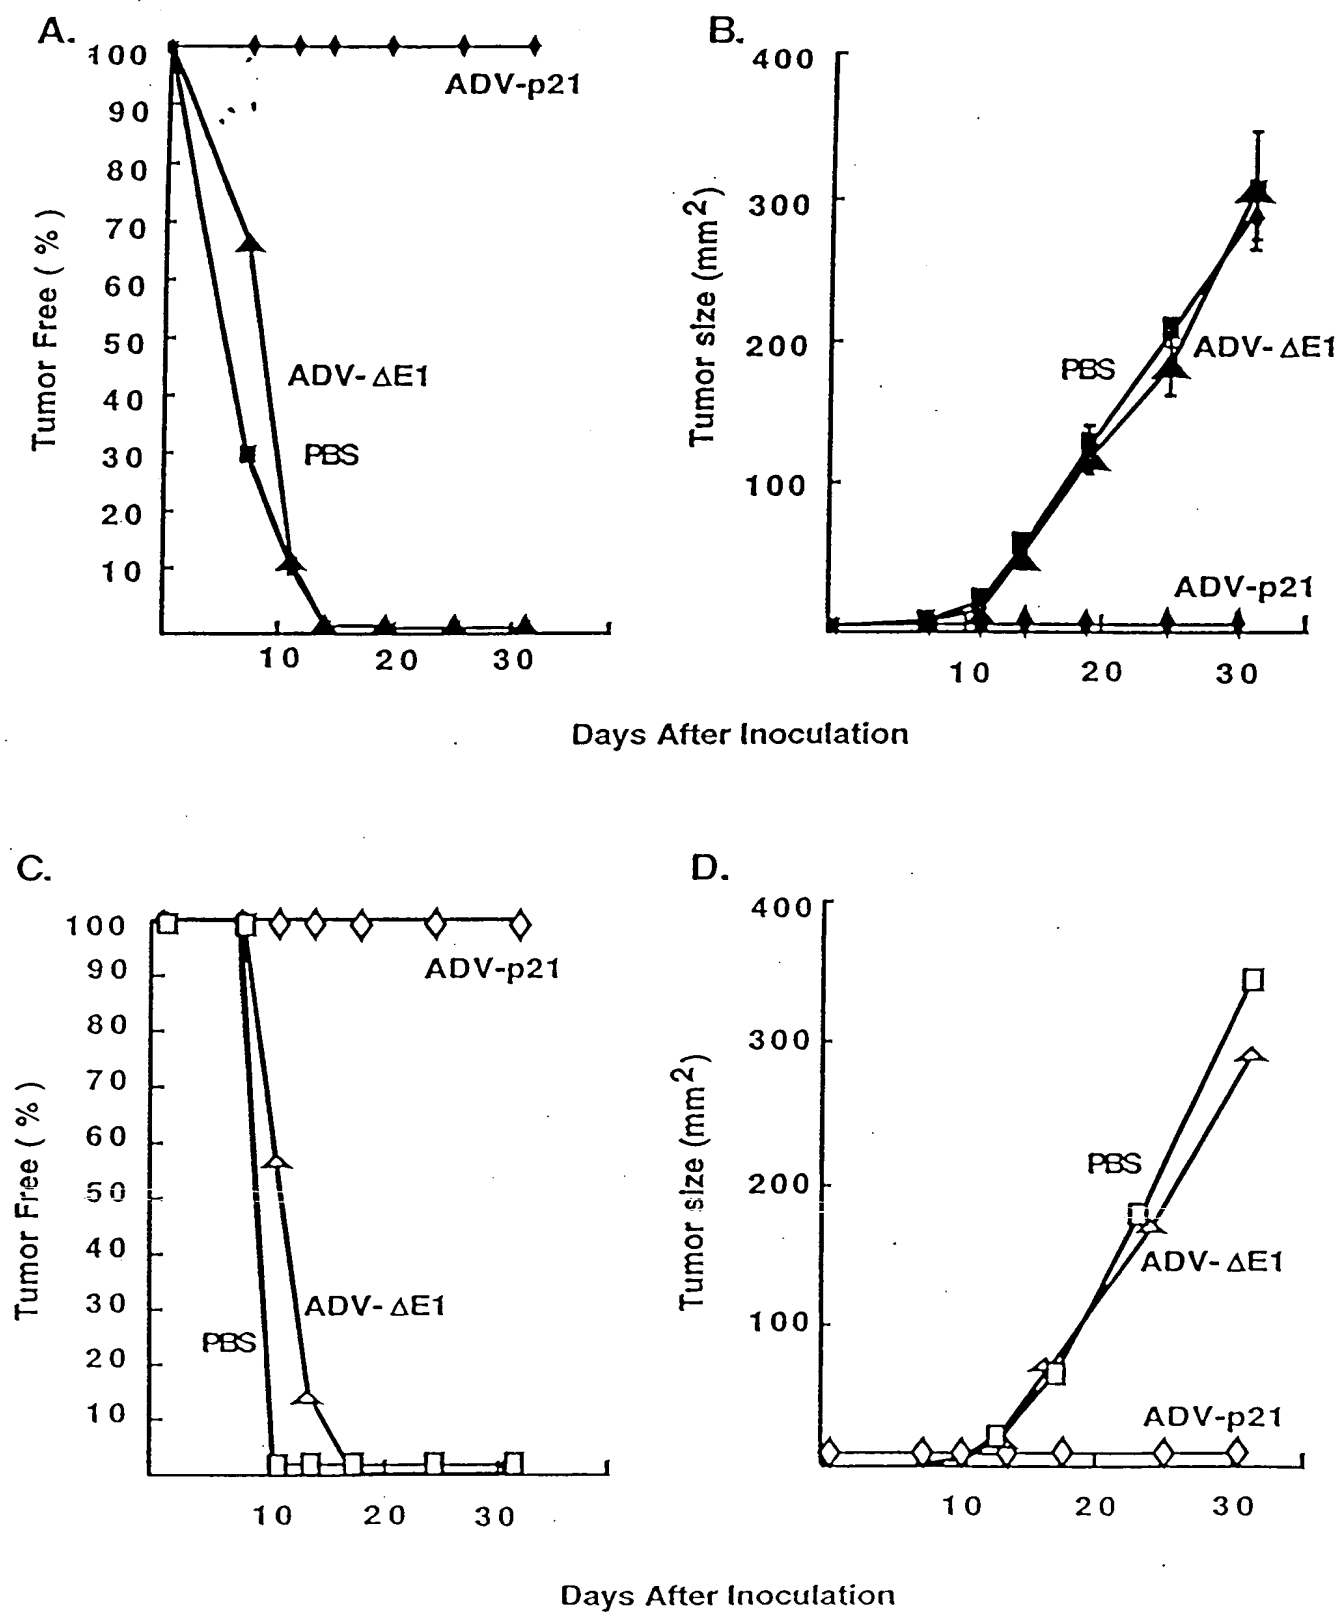 A.
Tumor Free ( % )
100
90
80
70
60
50
40
30
20
10
ADV-p21
ADV-ΔE1
PBS
10 20 30
B.
Tumor size (mm²)
400
300
200
100
PBS
ADV-ΔE1
ADV-p21
10 20 30
Days After Inoculation
C.
Tumor Free ( % )
100
90
80
70
60
50
40
30
20
10
ADV-p21
ADV-ΔE1
PBS
10 20 30
D.
Tumor size (mm²)
400
300
200
100
PBS
ADV-ΔE1
ADV-p21
10 20 30
Days After Inoculation